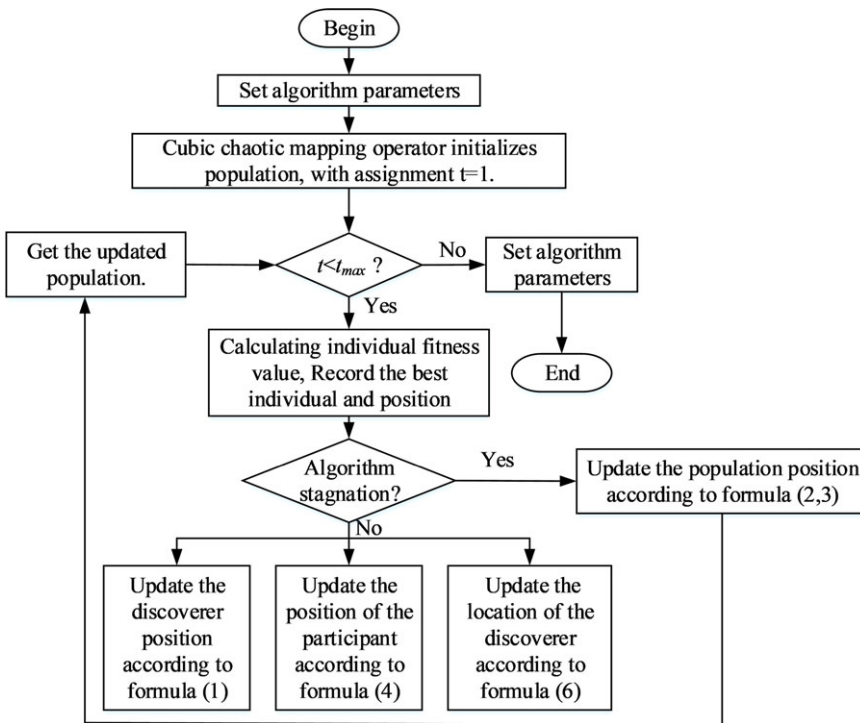 Begin
Set algorithm parameters
Cubic chaotic mapping operator initializes
population, with assignment t=1.
Get the updated
population.
t<tmax ?
No
Set algorithm
parameters
Yes
Calculating individual fitness
value, Record the best
individual and position
End
Algorithm
stagnation?
Yes
Update the population position
according to formula (2,3)
No
Update the
discoverer
position
according to
formula (1)
Update the
position of the
participant
according to
formula (4)
Update the
location of the
discoverer
according to
formula (6)